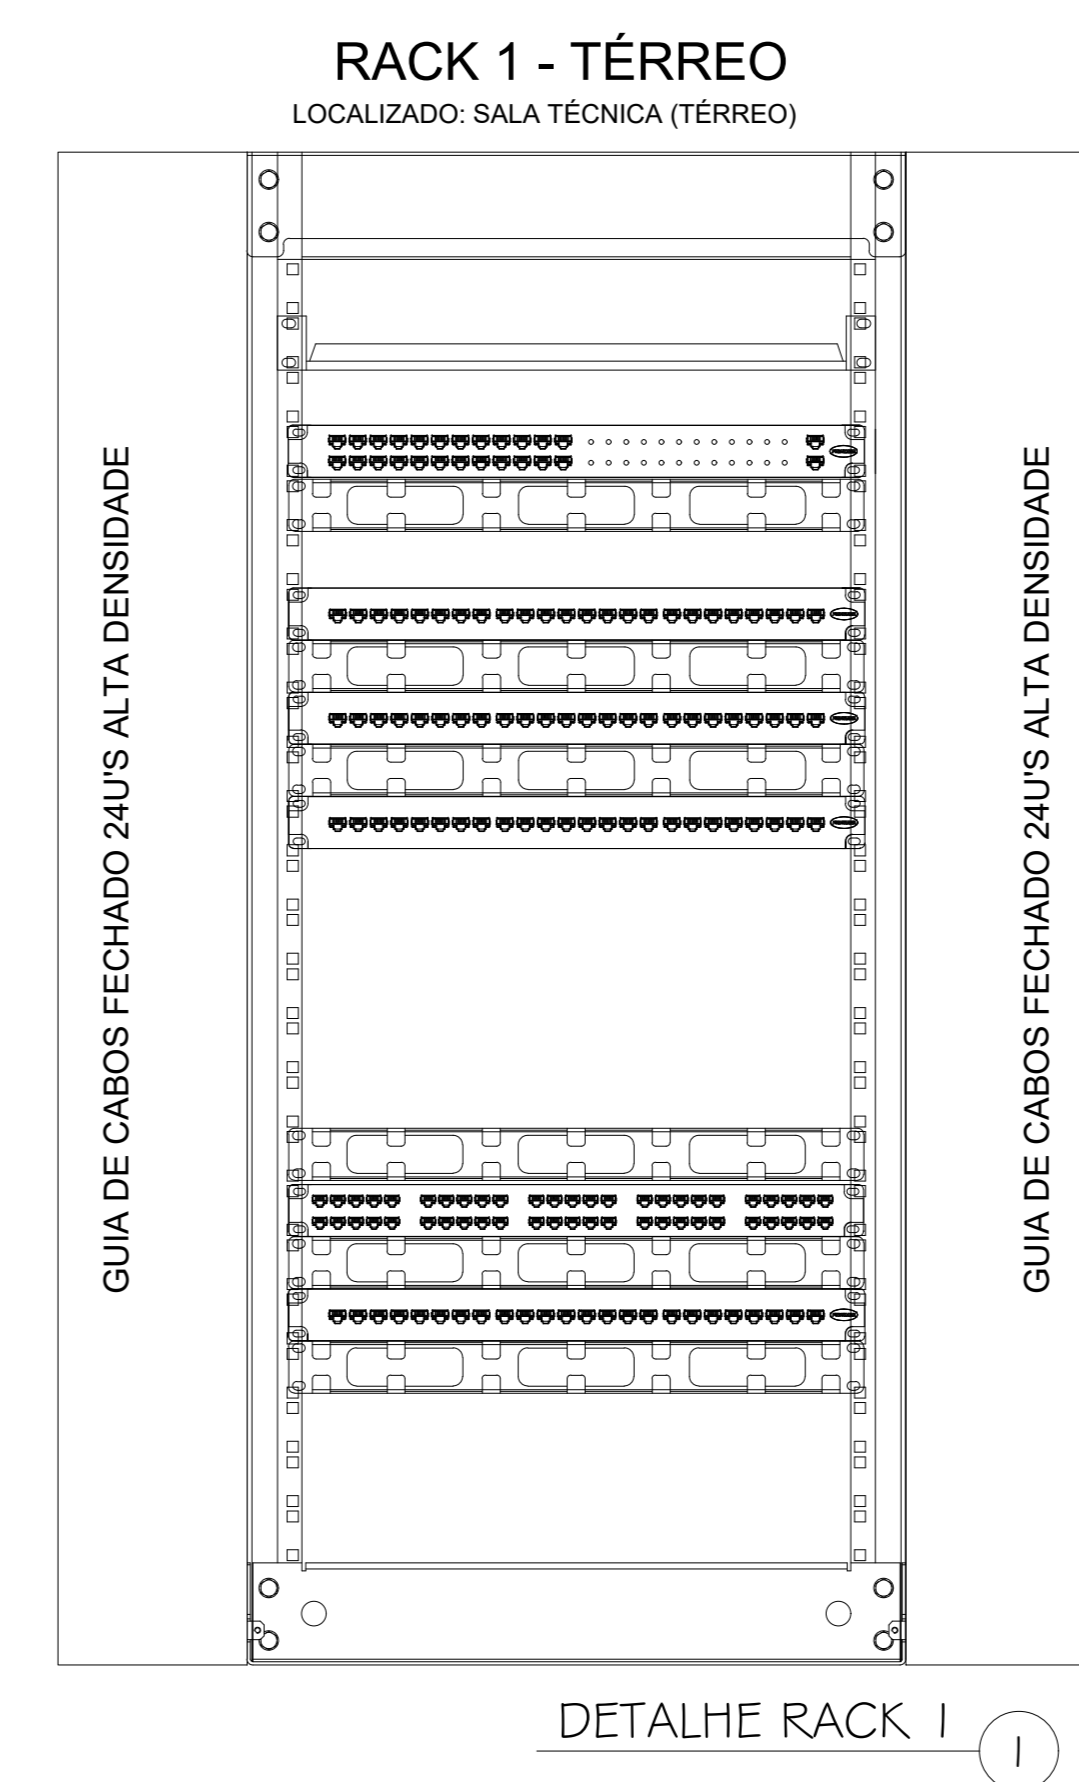 RACK 1 - TÉRREO
LOCALIZADO: SALA TÉCNICA (TÉRREO)
GUIA DE CABOS FECHADO 24U'S ALTA DENSIDADE
GUIA DE CABOS FECHADO 24U'S ALTA DENSIDADE
DETALHE RACK 1
1